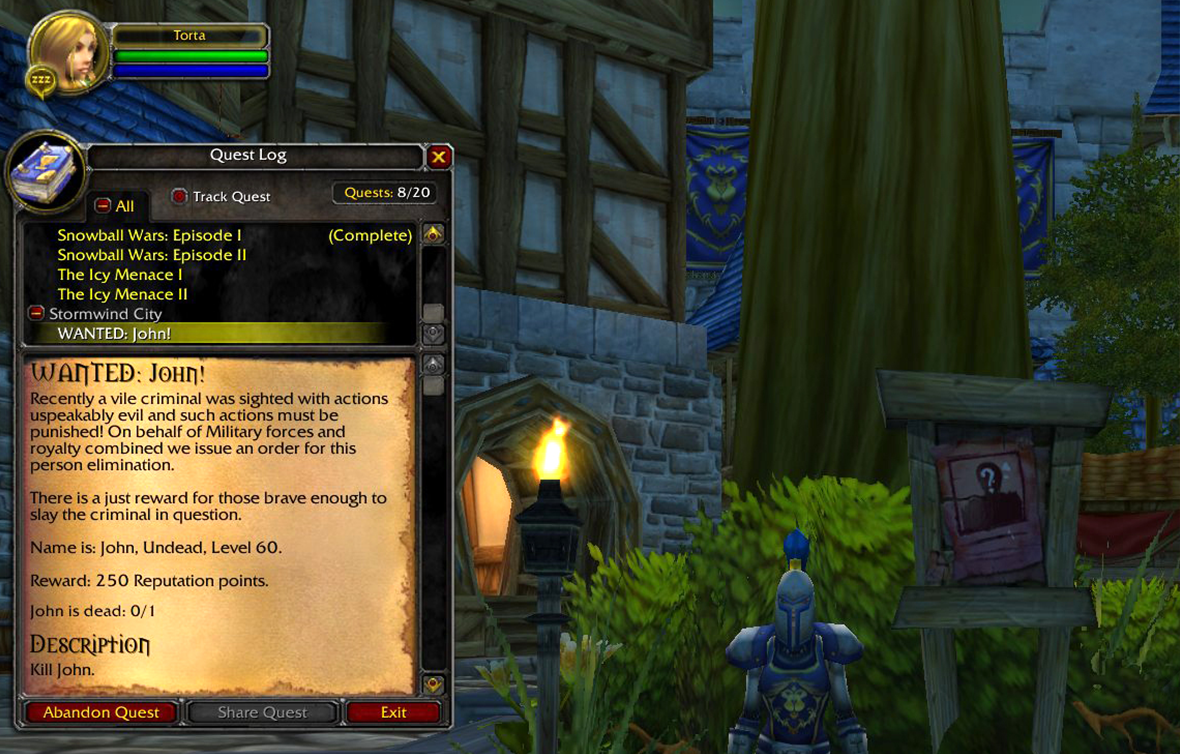 Torta
zzz
Quest Log
All
Track Quest
Quests: 8/20
Snowball Wars: Episode I (Complete)
Snowball Wars: Episode II
The Icy Menace I
The Icy Menace II
Stormwind City
WANTED: John!
WANTED: John!
Recently a vile criminal was sighted with actions
uspeakably evil and such actions must be
punished! On behalf of Military forces and
royalty combined we issue an order for this
person elimination.
There is a just reward for those brave enough to
slay the criminal in question.
Name is: John, Undead, Level 60.
Reward: 250 Reputation points.
John is dead: 0/1
Description
Kill John.
Abandon Quest
Share Quest
Exit
?